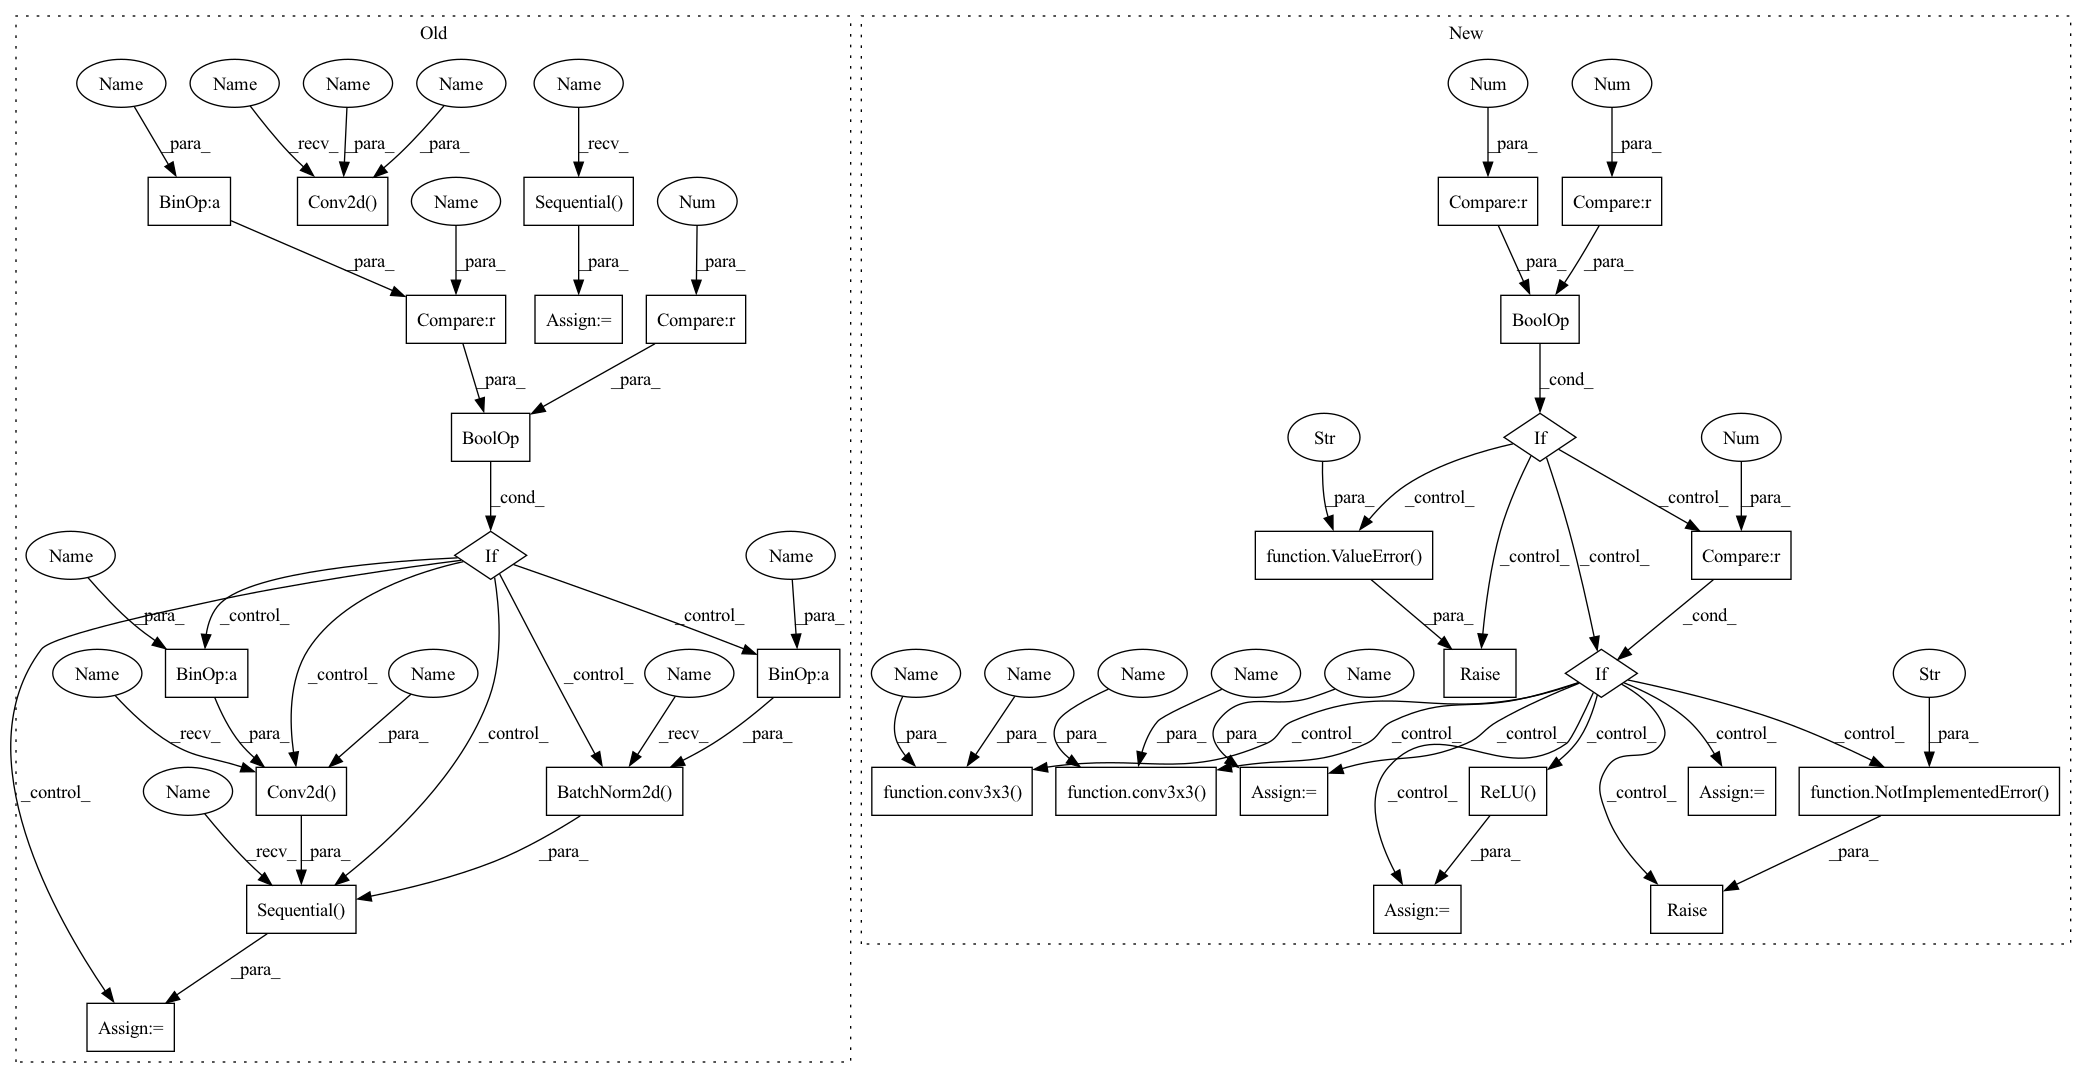 Old
New
Name
Name
Name
Name
Name
Num
Num
_para_
_recv_
_para_
_para_
_recv_
_para_
_para_
BinOp:a
Conv2d()
Name
Sequential()
Num
Compare:r
Compare:r
_para_
_para_
_para_
_para_
_para_
_para_
Compare:r
Assign:=
Compare:r
BoolOp
_para_
_para_
_cond_
BoolOp
Str
If
Num
_cond_
_para_
_control_
_control_
_para_
Name
If
Name
function.ValueError()
_control_
_control_
Compare:r
_para_
_control_
_control_
_para_
_para_
_cond_
Name
BinOp:a
Name
Name
BinOp:a
Name
Name
Name
Name
Name
Raise
If
Str
_recv_
_para_
_control_
_para_
_control_
_control_
_recv_
_para_
_para_
_para_
_para_
_para_
_para_
_control_
_control_
_control_
_control_
_control_
_control_
_para_
_control_
Name
Conv2d()
BatchNorm2d()
function.conv3x3()
function.conv3x3()
Assign:=
ReLU()
Assign:=
function.NotImplementedError()
_control_
_control_
_recv_
_para_
_para_
_para_
_para_
Sequential()
Assign:=
Raise
_para_
Assign:=